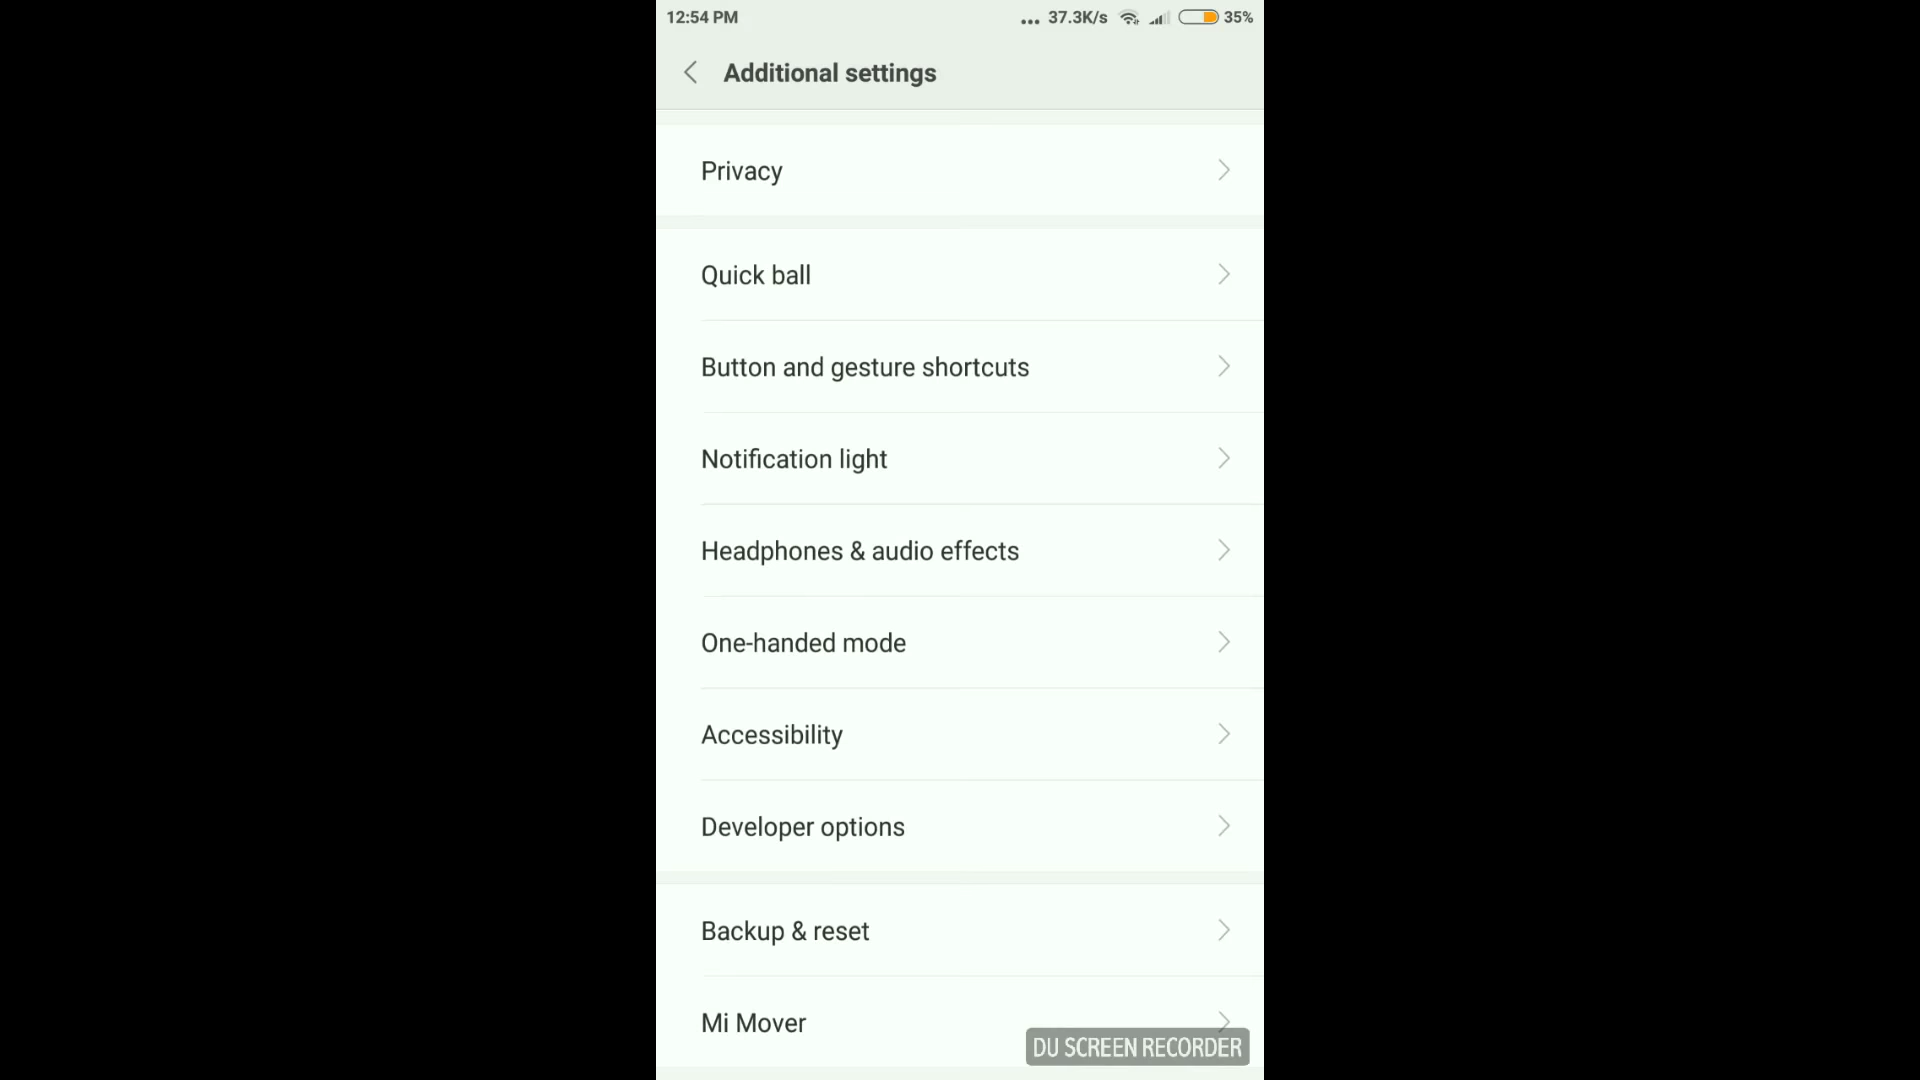 12:54 PM
... 37.3K/s 35%
Additional settings
Privacy
Quick ball
Button and gesture shortcuts
Notification light
Headphones & audio effects
One-handed mode
Accessibility
Developer options
Backup & reset
Mi Mover
DU SCREEN RECORDER